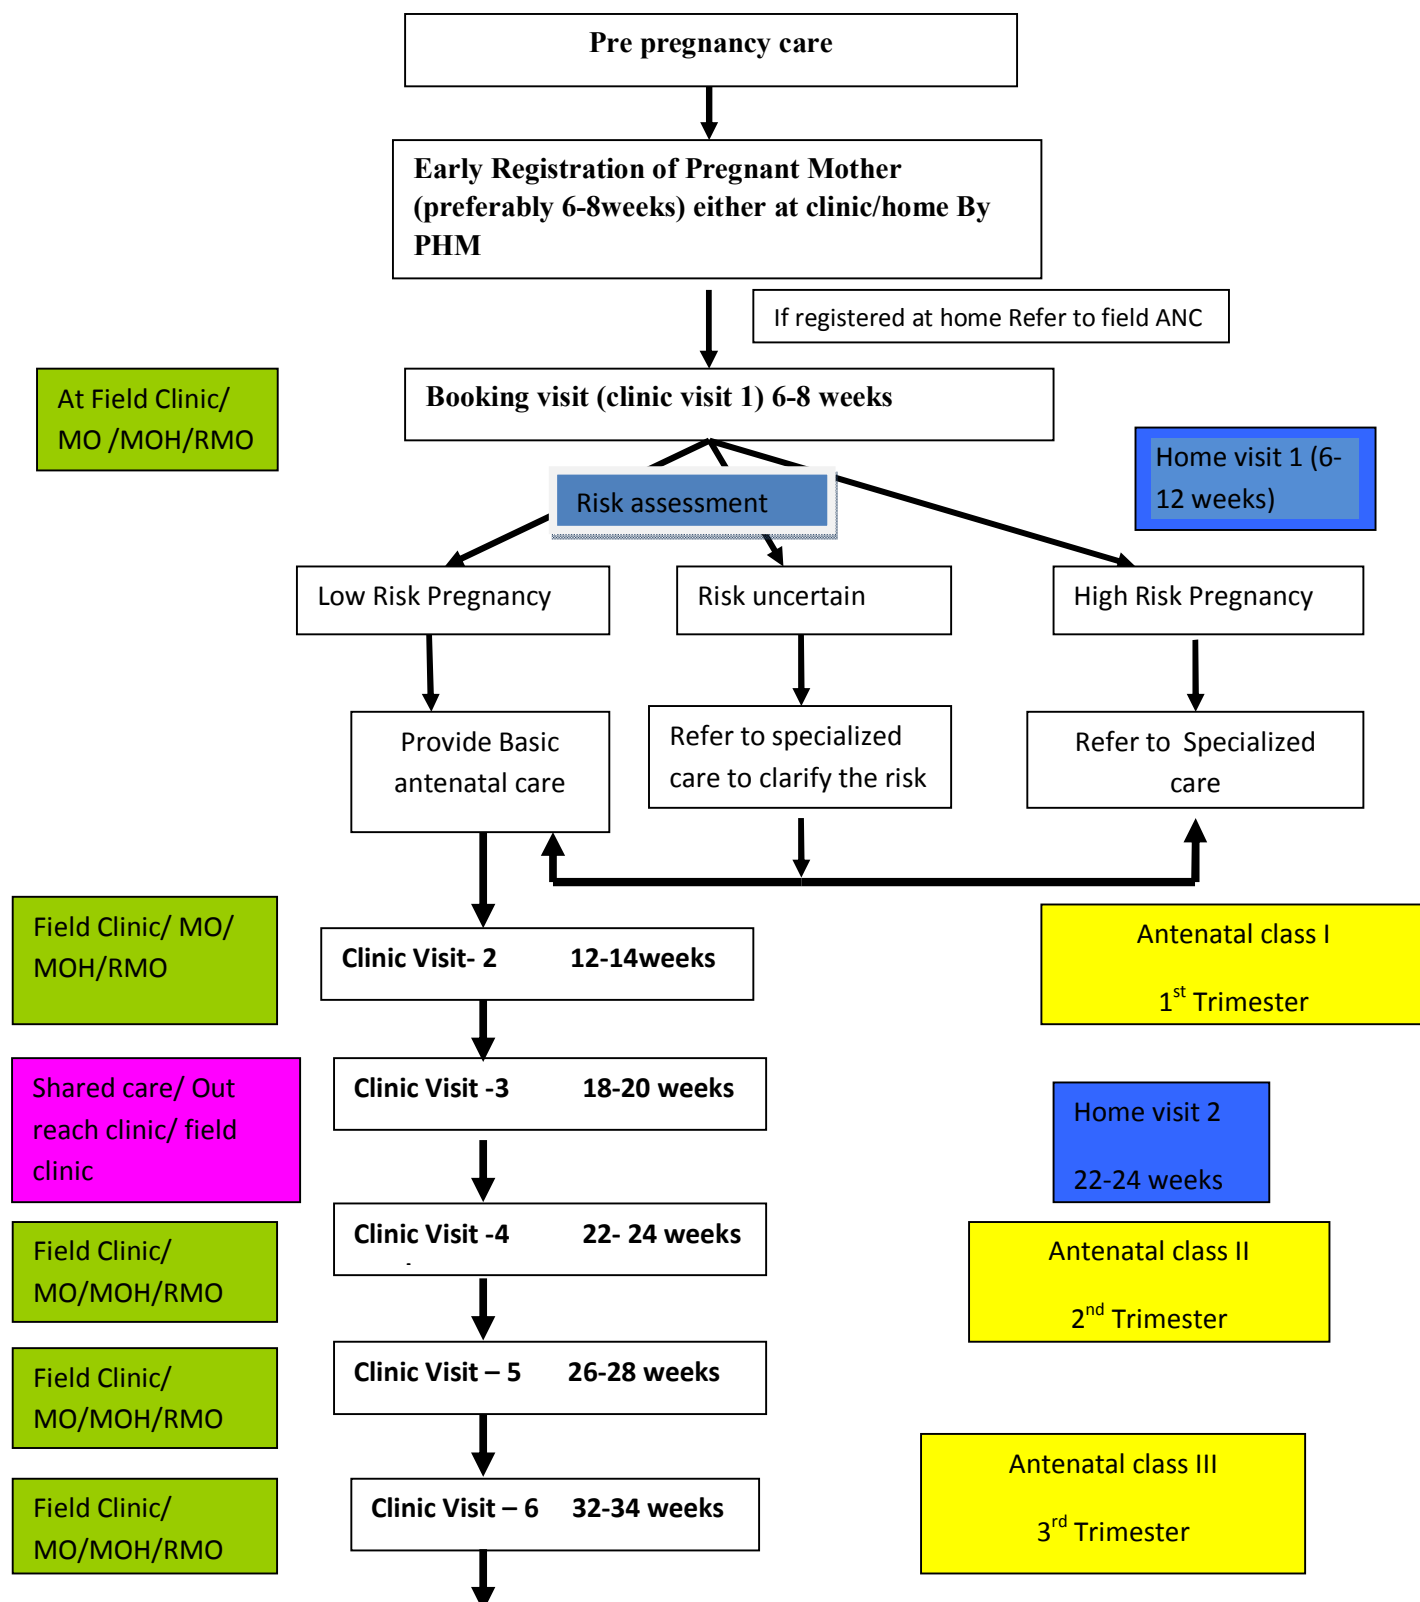 Pre pregnancy care
Early Registration of Pregnant Mother
(preferably 6-8weeks) either at clinic/home By
PHM
If registered at home Refer to field ANC
At Field Clinic/
MO /MOH/RMO
Booking visit (clinic visit 1) 6-8 weeks
Home visit 1 (6-
12 weeks)
Risk assessment
Low Risk Pregnancy
Risk uncertain
High Risk Pregnancy
Provide Basic
antenatal care
Refer to specialized
care to clarify the risk
Refer to  Specialized
care
Field Clinic/ MO/
MOH/RMO
Clinic Visit- 2 12-14weeks
Antenatal class I
1st Trimester
Shared care/ Out
reach clinic/ field
clinic
Clinic Visit -3 18-20 weeks
Home visit 2
22-24 weeks
Field Clinic/
MO/MOH/RMO
Clinic Visit -4 22- 24 weeks
Antenatal class II
2nd Trimester
Field Clinic/
MO/MOH/RMO
Clinic Visit – 5 26-28 weeks
Field Clinic/
MO/MOH/RMO
Clinic Visit – 6 32-34 weeks
Antenatal class III
3rd Trimester